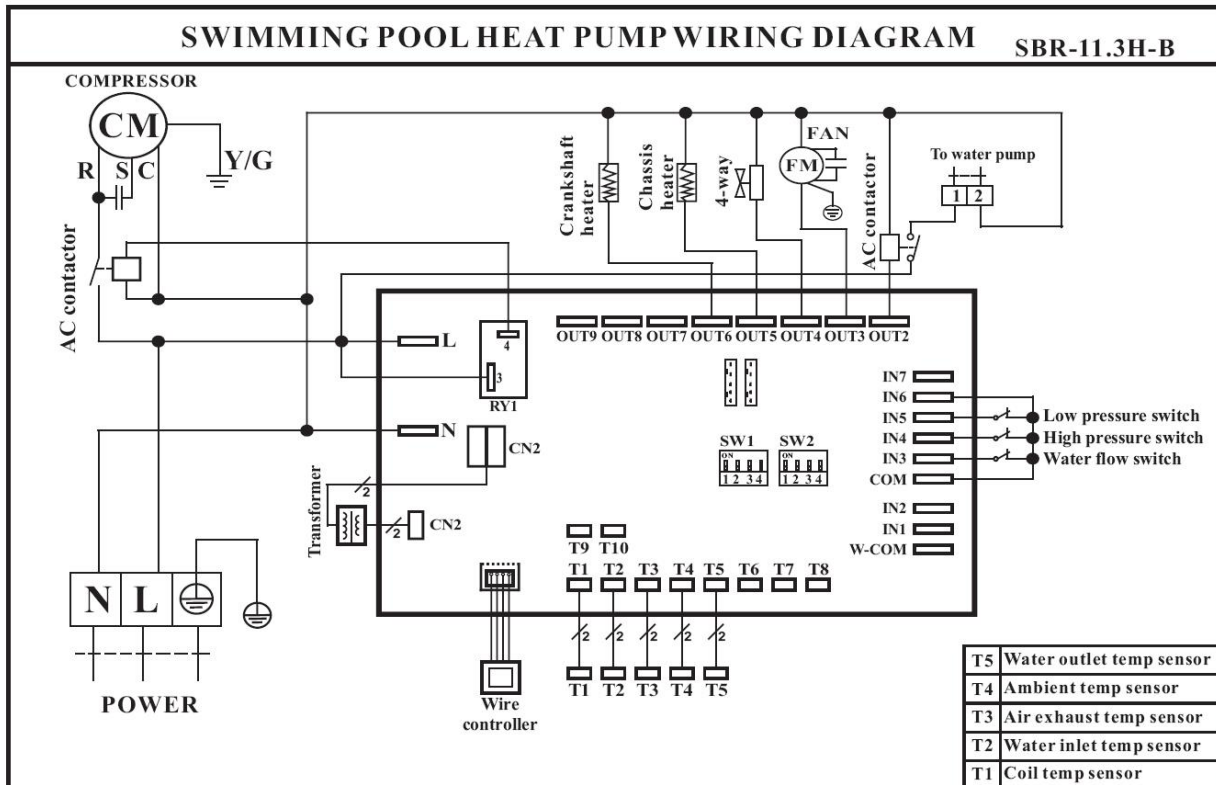 SWIMMING POOL HEAT PUMP WIRING DIAGRAM
SBR-11.3H-B
COMPRESSOR
CM
R S C
Y/G
AC contactor
Crankshaft
heater
Chassis
heater
4-way
FAN
FM
AC contactor
To water pump
1 2
L
4
3
RY1
N
CN2
2
Transformer
2
CN2
OUT9 OUT8 OUT7 OUT6 OUT5 OUT4 OUT3 OUT2
IN7
IN6
IN5
IN4
IN3
COM
IN2
IN1
W-COM
Low pressure switch
High pressure switch
Water flow switch
SW1 SW2
ON ON
1 2 3 4 1 2 3 4
T9 T10
T1 T2 T3 T4 T5 T6 T7 T8
2 2 2 2 2
T1 T2 T3 T4 T5
Wire
controller
N L
POWER
T5 Water outlet temp sensor
T4 Ambient temp sensor
T3 Air exhaust temp sensor
T2 Water inlet temp sensor
T1 Coil temp sensor